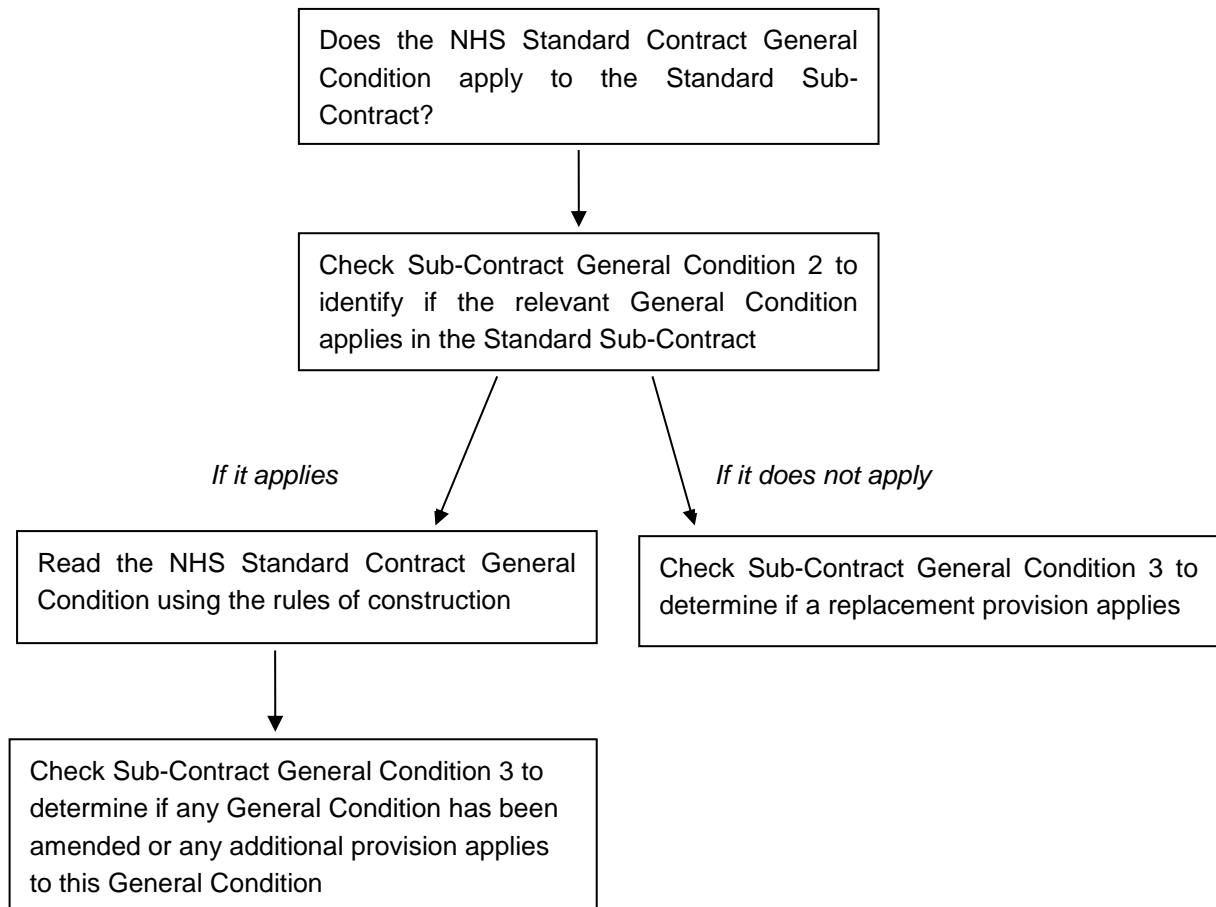 Does the NHS Standard Contract General
Condition apply to the Standard Sub-
Contract?
Check Sub-Contract General Condition 2 to
identify if the relevant General Condition
applies in the Standard Sub-Contract
If it applies
If it does not apply
Read the NHS Standard Contract General
Condition using the rules of construction
Check Sub-Contract General Condition 3 to
determine if a replacement provision applies
Check Sub-Contract General Condition 3 to
determine if any General Condition has been
amended or any additional provision applies
to this General Condition